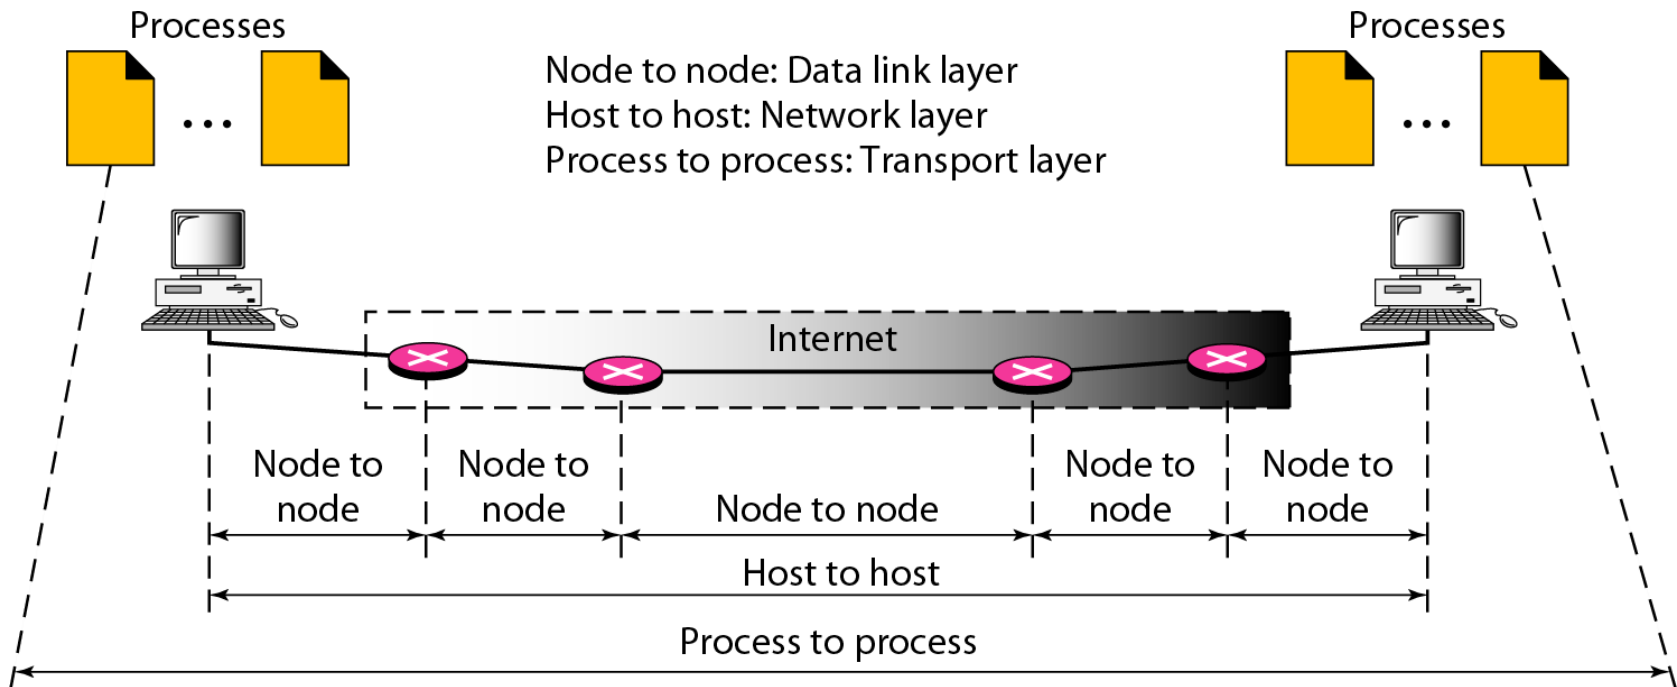 Processes
Processes
Node to node: Data link layer
Host to host: Network layer
Process to process: Transport layer
Internet
Node to
node
Node to
node
Node to node
Node to
node
Node to
node
Host to host
Process to process